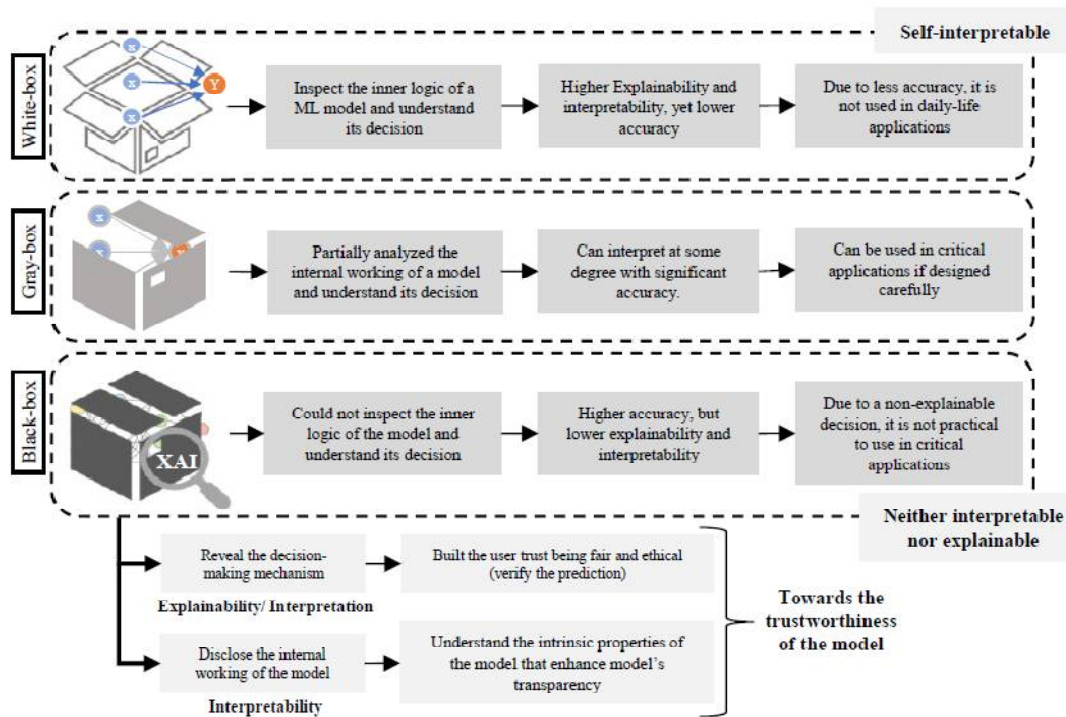 Self-interpretable
White-box
x
x
x
Y
Inspect the inner logic of a
ML model and understand
its decision
Higher Explainability and
interpretability, yet lower
accuracy
Due to less accuracy, it is
not used in daily-life
applications
Gray-box
x
x
Partially analyzed the
internal working of a model
and understand its decision
Can interpret at some
degree with significant
accuracy.
Can be used in critical
applications if designed
carefully
Black-box
XAI
Could not inspect the inner
logic of the model and
understand its decision
Higher accuracy, but
lower explainability and
interpretability
Due to a non-explainable
decision, it is not practical
to use in critical
applications
Neither interpretable
nor explainable
Reveal the decision-
making mechanism
Explainability/ Interpretation
Built the user trust being fair and ethical
(verify the prediction)
Disclose the internal
working of the model
Interpretability
Understand the intrinsic properties of
the model that enhance model's
transparency
Towards the
trustworthiness
of the model